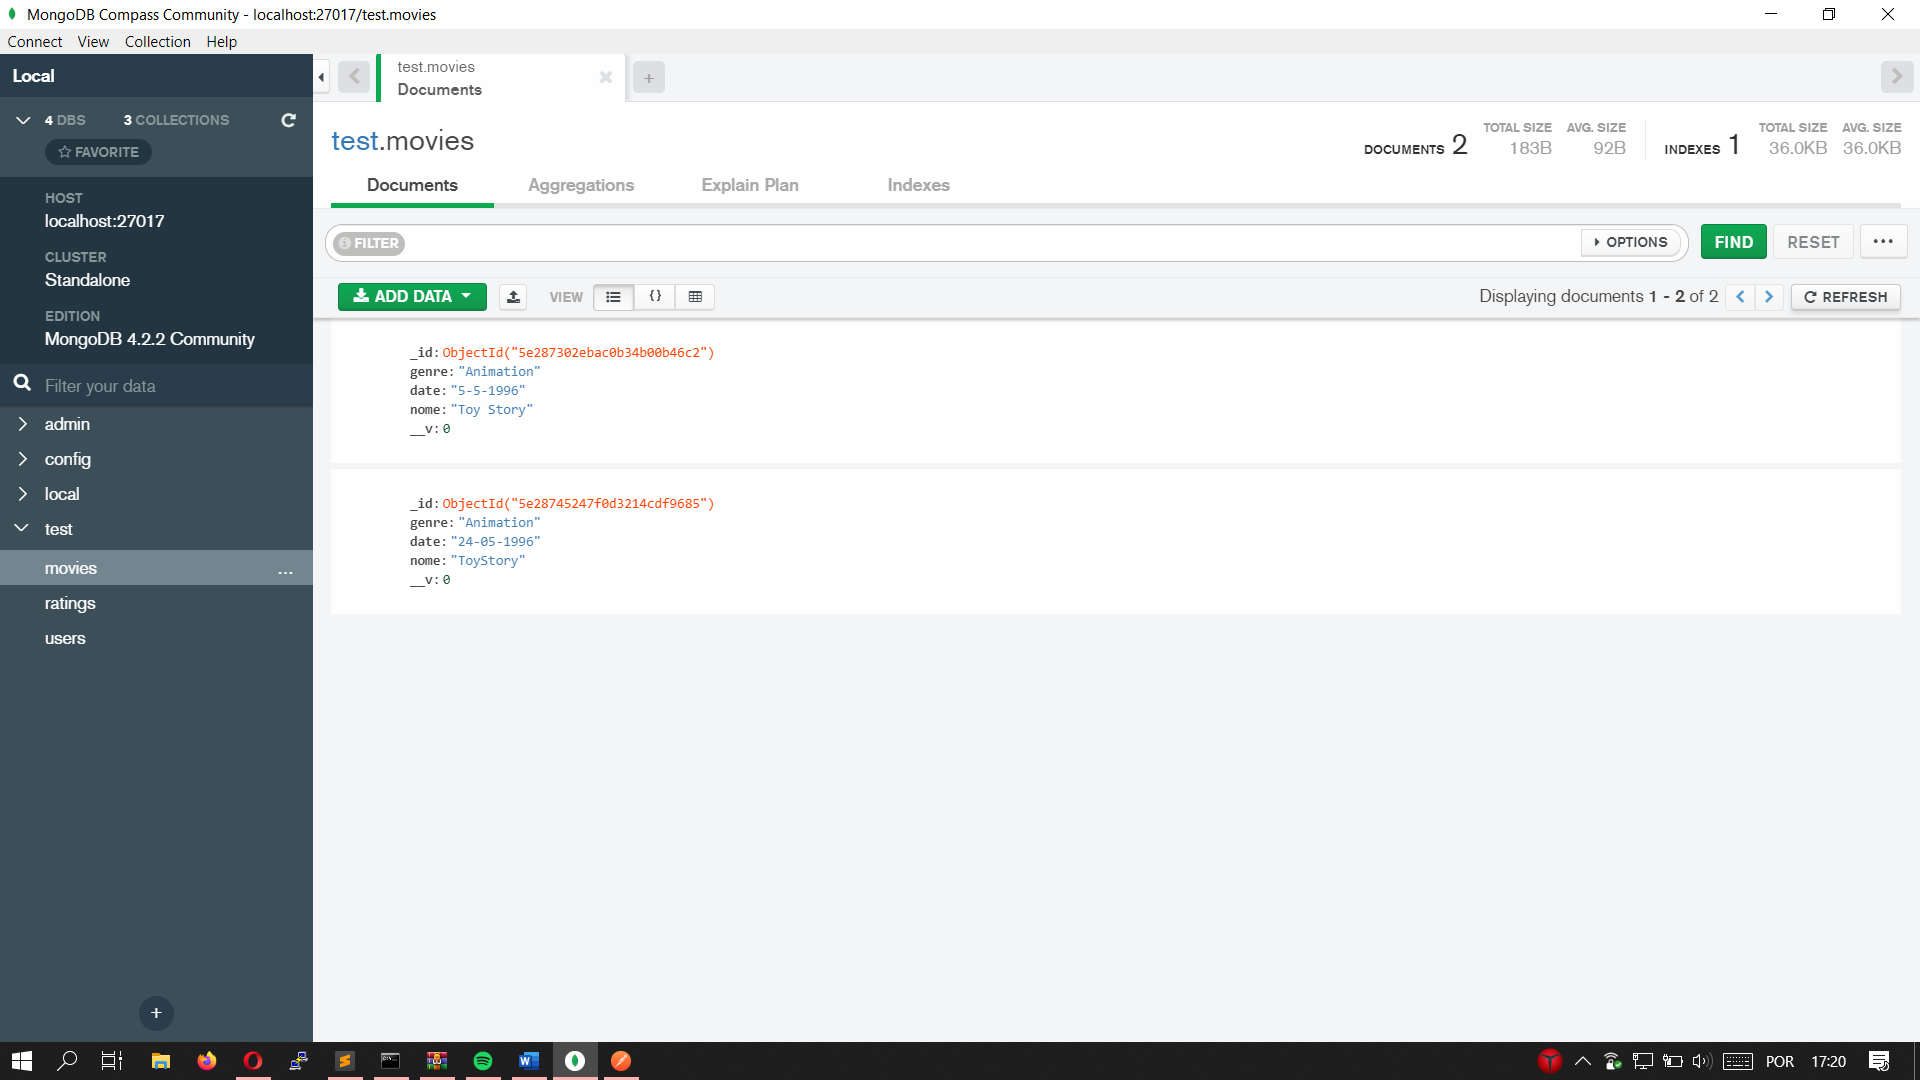 MongoDB Compass Community - localhost:27017/test.movies
Connect View Collection Help
Local
4 DBS 3 COLLECTIONS
FAVORITE
HOST
localhost:27017
CLUSTER
Standalone
EDITION
MongoDB 4.2.2 Community
Filter your data
admin
config
local
test
movies ...
ratings
users
test.movies
Documents
test.movies
DOCUMENTS 2 TOTAL SIZE 183B AVG. SIZE 92B
INDEXES 1 TOTAL SIZE 36.0KB AVG. SIZE 36.0KB
Documents Aggregations Explain Plan Indexes
FILTER OPTIONS FIND RESET ...
ADD DATA VIEW {} Displaying documents 1 - 2 of 2 REFRESH
_id: ObjectId("5e287302ebac0b34b00b46c2")
genre: "Animation"
date: "5-5-1996"
nome: "Toy Story"
__v: 0
_id: ObjectId("5e28745247f0d3214cdf9685")
genre: "Animation"
date: "24-05-1996"
nome: "ToyStory"
__v: 0
POR 17:20